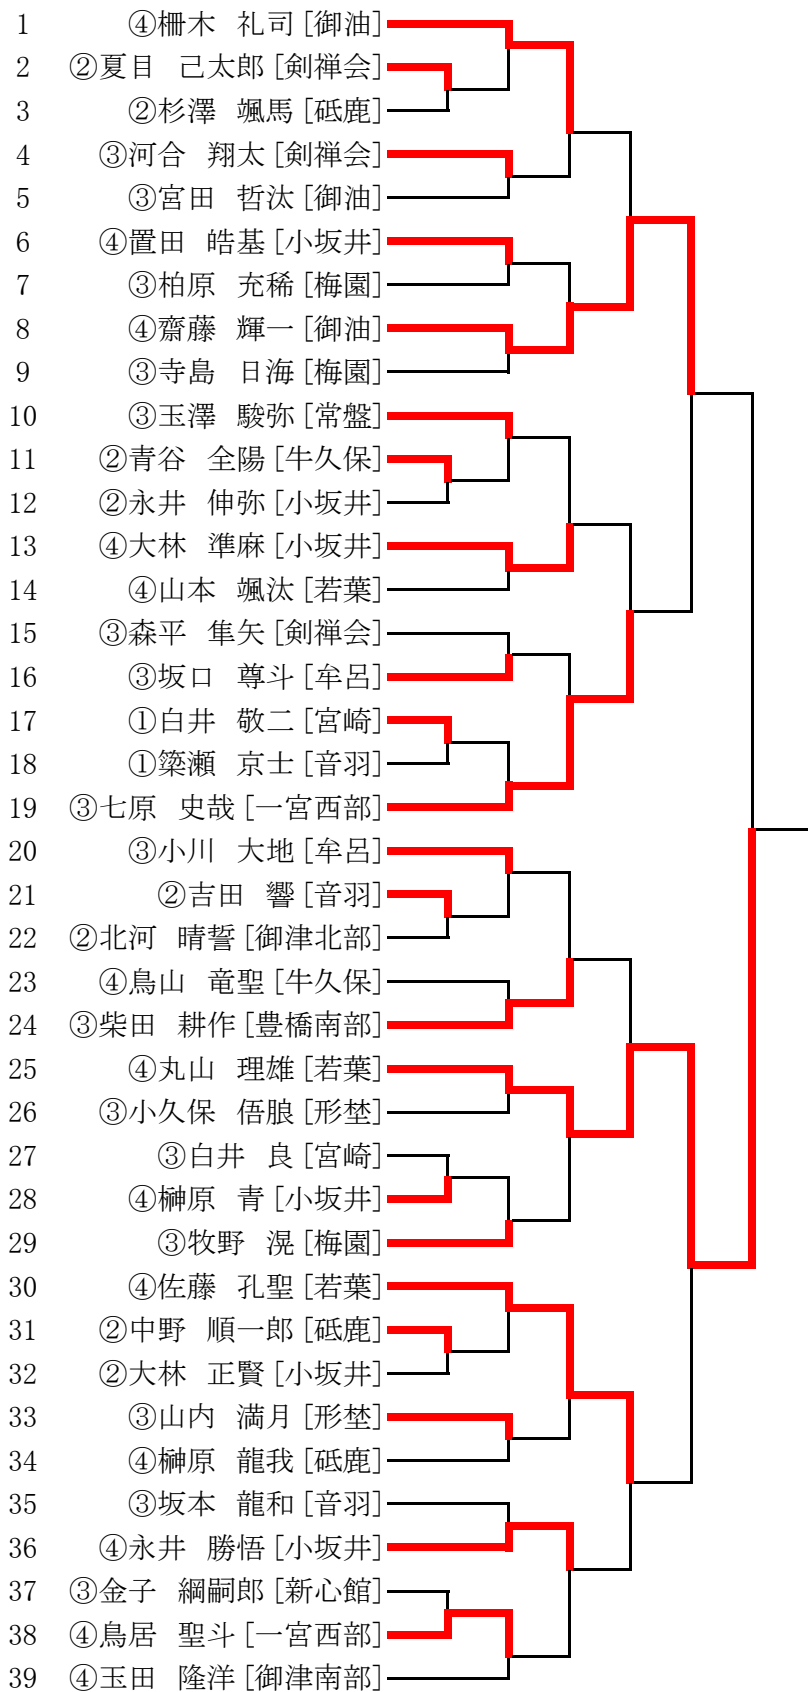 1 ④柵木 礼司 [御油]
2 ②夏目 己太郎 [剣禅会]
3 ②杉澤 颯馬 [砥鹿]
4 ③河合 翔太 [剣禅会]
5 ③宮田 哲汰 [御油]
6 ④置田 皓基 [小坂井]
7 ③柏原 充稀 [梅園]
8 ④齋藤 輝一 [御油]
9 ③寺島 日海 [梅園]
10 ③玉澤 駿弥 [常盤]
11 ②青谷 全陽 [牛久保]
12 ②永井 伸弥 [小坂井]
13 ④大林 準麻 [小坂井]
14 ④山本 颯汰 [若葉]
15 ③森平 隼矢 [剣禅会]
16 ③坂口 尊斗 [牟呂]
17 ①白井 敬二 [宮崎]
18 ①簗瀬 京士 [音羽]
19 ③七原 史哉 [一宮西部]
20 ③小川 大地 [牟呂]
21 ②吉田 響 [音羽]
22 ②北河 晴誓 [御津北部]
23 ④鳥山 竜聖 [牛久保]
24 ③柴田 耕作 [豊橋南部]
25 ④丸山 理雄 [若葉]
26 ③小久保 俉脵 [形埜]
27 ③白井 良 [宮崎]
28 ④榊原 青 [小坂井]
29 ③牧野 滉 [梅園]
30 ④佐藤 孔聖 [若葉]
31 ②中野 順一郎 [砥鹿]
32 ②大林 正賢 [小坂井]
33 ③山内 満月 [形埜]
34 ④榊原 龍我 [砥鹿]
35 ③坂本 龍和 [音羽]
36 ④永井 勝悟 [小坂井]
37 ③金子 綱嗣郎 [新心館]
38 ④鳥居 聖斗 [一宮西部]
39 ④玉田 隆洋 [御津南部]